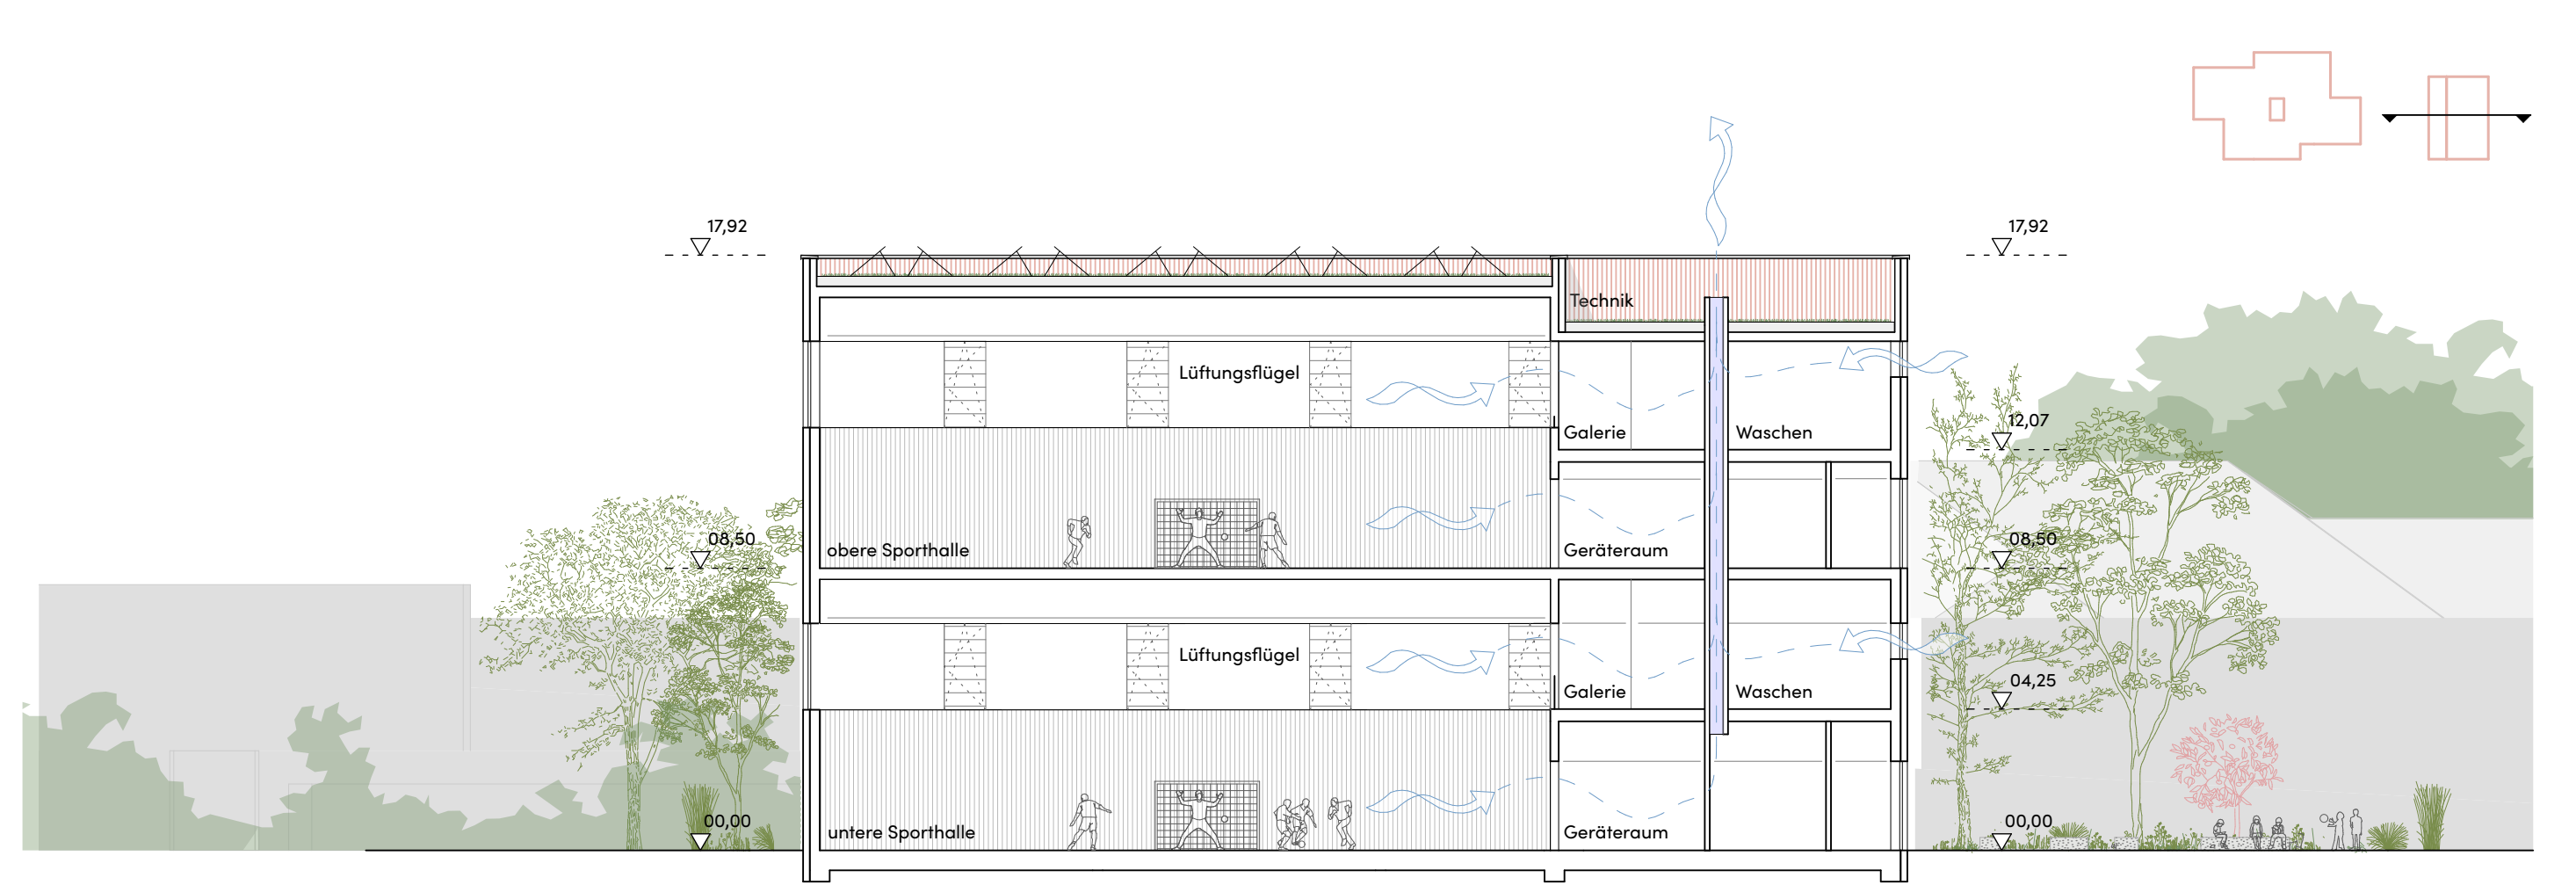 17,92
17,92
Technik
Lüftungsflügel
12,07
Galerie
Waschen
08,50
08,50
obere Sporthalle
Geräteraum
Lüftungsflügel
04,25
Galerie
Waschen
00,00
00,00
untere Sporthalle
Geräteraum